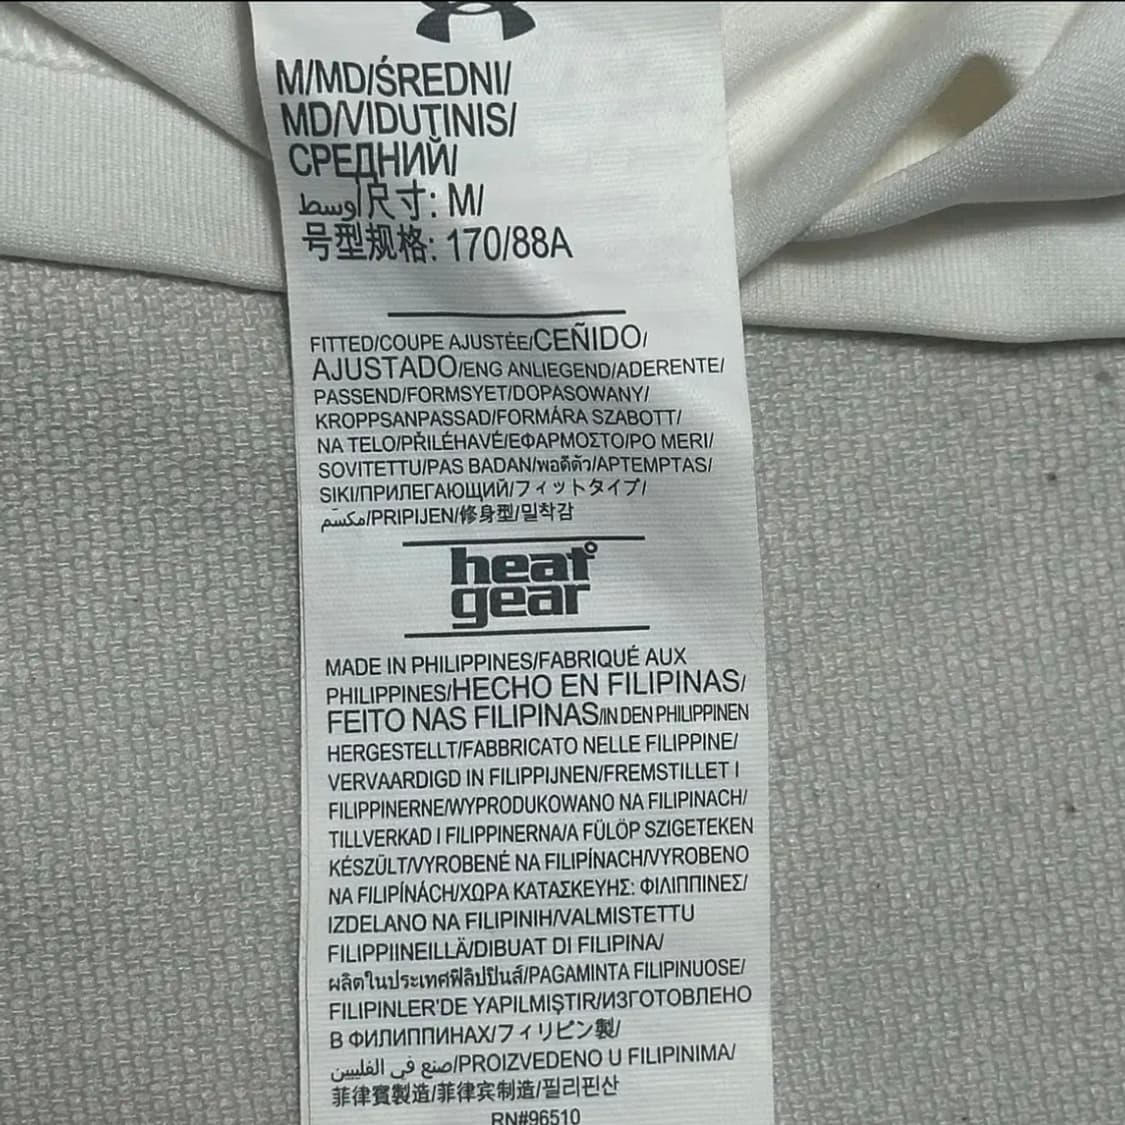 M/MD/ŚREDNI/
MD/VIDUTINIS/
СРЕДНИЙ/
وسط/尺寸: M/
号型规格: 170/88A
FITTED/COUPE AJUSTÉE/CEÑIDO/
AJUSTADO/ENG ANLIEGEND/ADERENTE/
PASSEND/FORMSYET/DOPASOWANY/
KROPPSANPASSAD/FORMÁRA SZABOTT/
NA TELO/PŘILÉHAVÉ/ΕΦΑΡΜΟΣΤΟ/PO MERI/
SOVITETTU/PAS BADAN/พอดีตัว/APTEMPTAS/
SIKI/ПРИЛЕГАЮЩИЙ/フィットタイプ/
مكسّم/PRIPIJEN/修身型/밀착감
heat
gear
MADE IN PHILIPPINES/FABRIQUÉ AUX
PHILIPPINES/HECHO EN FILIPINAS/
FEITO NAS FILIPINAS/IN DEN PHILIPPINEN
HERGESTELLT/FABBRICATO NELLE FILIPPINE/
VERVAARDIGD IN FILIPPIJNEN/FREMSTILLET I
FILIPPINERNE/WYPRODUKOWANO NA FILIPINACH/
TILLVERKAD I FILIPPINERNA/A FÜLÖP SZIGETEKEN
KÉSZÜLT/VYROBENÉ NA FILIPÍNACH/VYROBENO
NA FILIPÍNÁCH/ΧΩΡΑ ΚΑΤΑΣΚΕΥΗΣ: ΦΙΛΙΠΠΙΝΕΣ/
IZDELANO NA FILIPINIH/VALMISTETTU
FILIPPIINEILLÄ/DIBUAT DI FILIPINA/
ผลิตในประเทศฟิลิปปินส์/PAGAMINTA FILIPINUOSE/
FILIPINLER'DE YAPILMIŞTIR/ИЗГОТОВЛЕНО
В ФИЛИППИНАХ/フィリピン製/
صنع في الفلبين/PROIZVEDENO U FILIPINIMA/
菲律賓製造/菲律宾制造/필리핀산
RN#96510